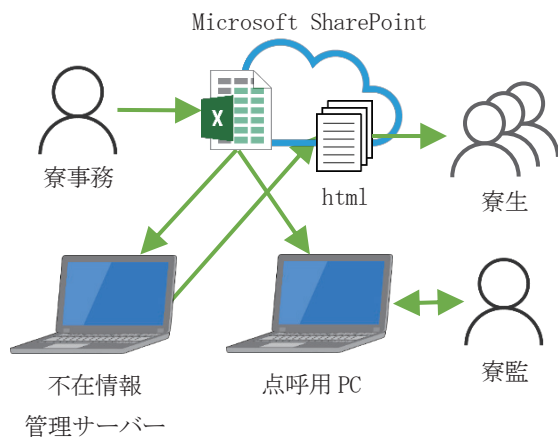 Microsoft SharePoint
X
寮事務
html
寮生
不在情報
管理サーバー
点呼用 PC
寮監